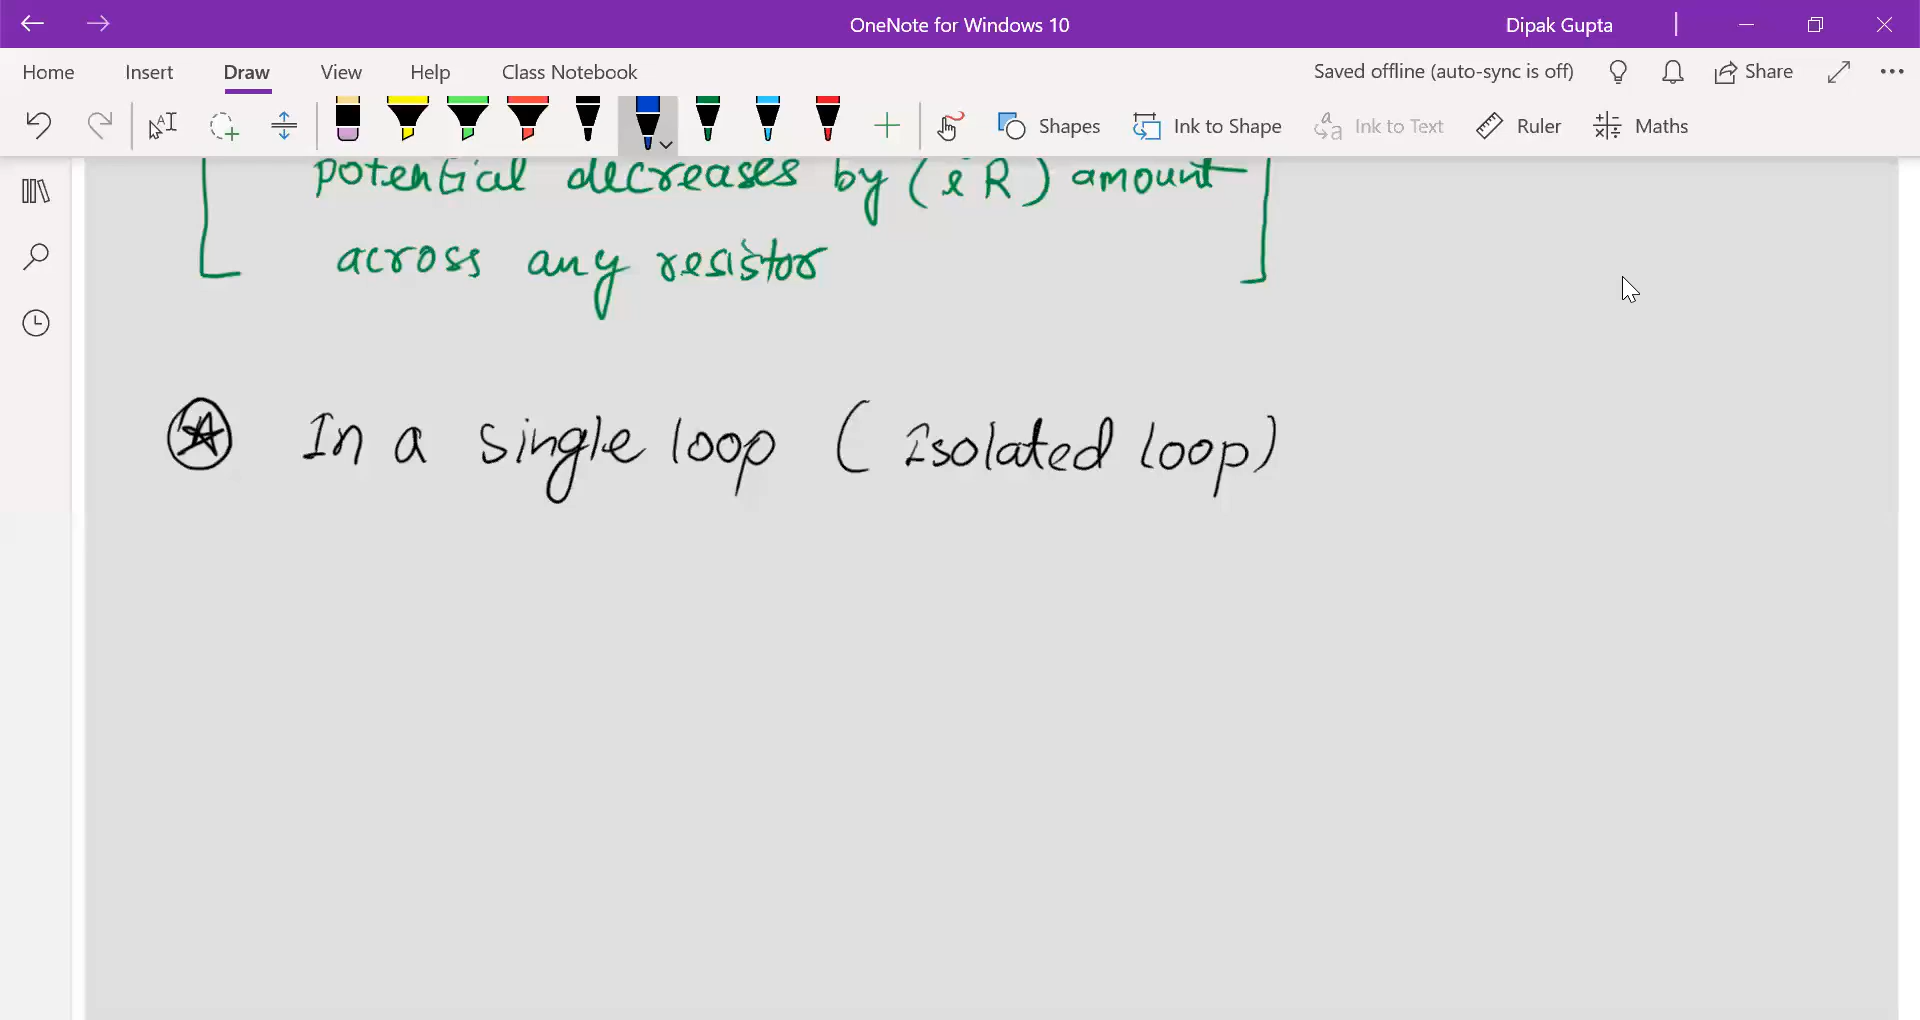 OneNote for Windows 10
Dipak Gupta
Home Insert Draw View Help Class Notebook
Saved offline (auto-sync is off) Share
Shapes Ink to Shape Ink to Text Ruler Maths
potential decreases by (iR) amount
across any resistor
In a single loop (Isolated loop)